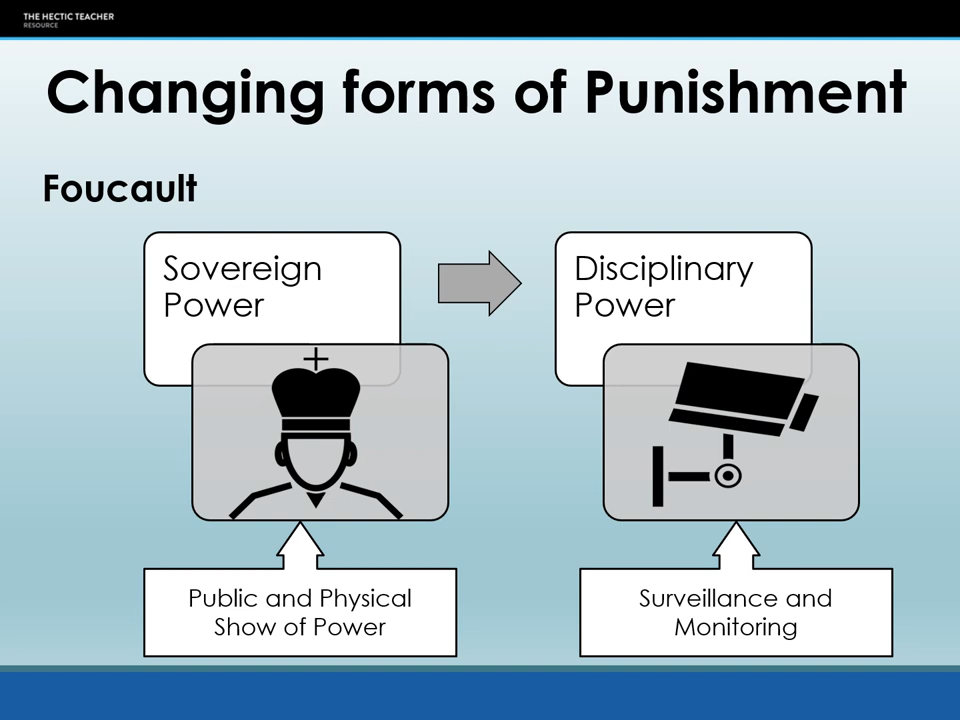 THE HECTIC TEACHER
RESOURCE
Changing forms of Punishment
Foucault
Sovereign
Power
Disciplinary
Power
Public and Physical
Show of Power
Surveillance and
Monitoring